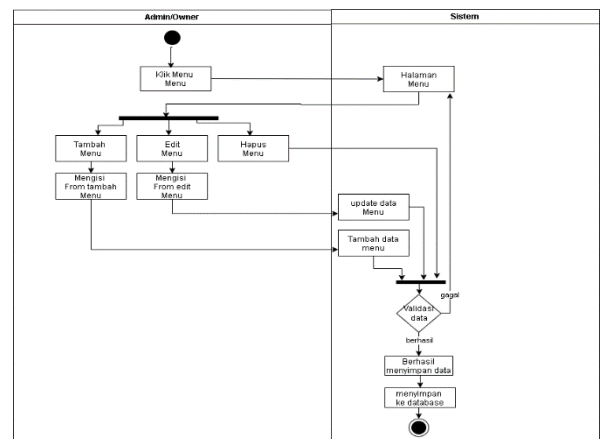 Admin/Owner
Sistem
Klik Menu
Menu
Halaman
Menu
Tambah
Menu
Edit
Menu
Hapus
Menu
Mengisi
From tambah
Menu
Mengisi
From edit
Menu
update data
Menu
Tambah data
menu
gagal
Validasi
data
berhasil
Berhasil
menyimpan data
menyimpan
ke database